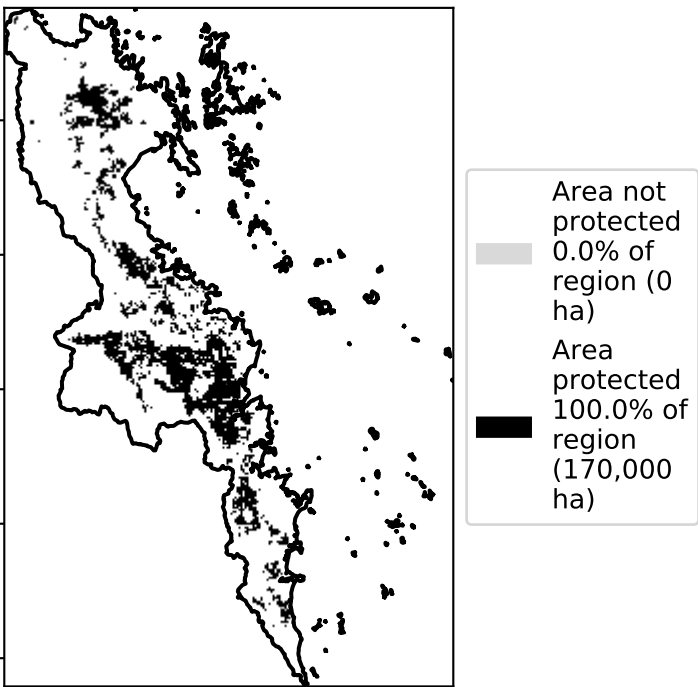 Area not
protected
0.0% of
region (0
ha)
Area
protected
100.0% of
region
(170,000
ha)